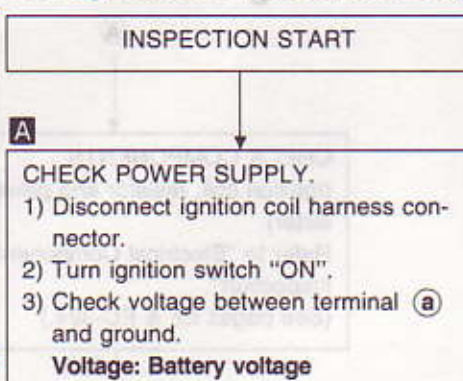 INSPECTION START
A
CHECK POWER SUPPLY.
1) Disconnect ignition coil harness con-
nector.
2) Turn ignition switch "ON".
3) Check voltage between terminal ⓐ
and ground.
Voltage: Battery voltage